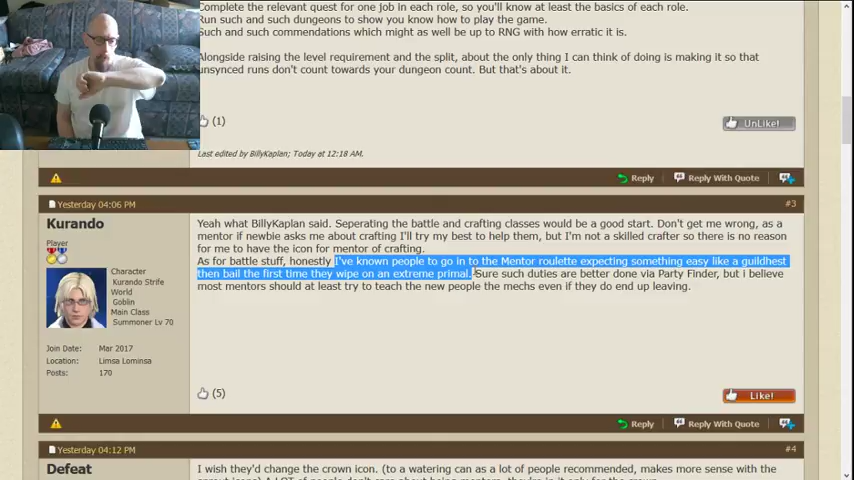 Complete the relevant quest for one job in each role, so you'll know at least the basics of each role.
Run such and such dungeons to show you know how to play the game.
Such and such commendations which might as well be up to RNG with how erratic it is.
Alongside raising the level requirement and the split, about the only thing I can think of doing is making it so that
unsynced runs don't count towards your dungeon count. But that's about it.
(1)
UnLike!
Last edited by BillyKaplan; Today at 12:18 AM.
Reply
Reply With Quote
Yesterday 04:06 PM
#3
Kurando
Player
Character
Kurando Strife
World
Goblin
Main Class
Summoner Lv 70
Join Date: Mar 2017
Location: Limsa Lominsa
Posts: 170
Yeah what BillyKaplan said. Seperating the battle and crafting classes would be a good start. Don't get me wrong, as a
mentor if newbie asks me about crafting I'll try my best to help them, but I'm not a skilled crafter so there is no reason
for me to have the icon for mentor of crafting.
As for battle stuff, honestly I've known people to go in to the Mentor roulette expecting something easy like a guildhest
then bail the first time they wipe on an extreme primal. Sure such duties are better done via Party Finder, but i believe
most mentors should at least try to teach the new people the mechs even if they do end up leaving.
(5)
Like!
Reply
Reply With Quote
Yesterday 04:12 PM
#4
Defeat
I wish they'd change the crown icon. (to a watering can as a lot of people recommended, makes more sense with the